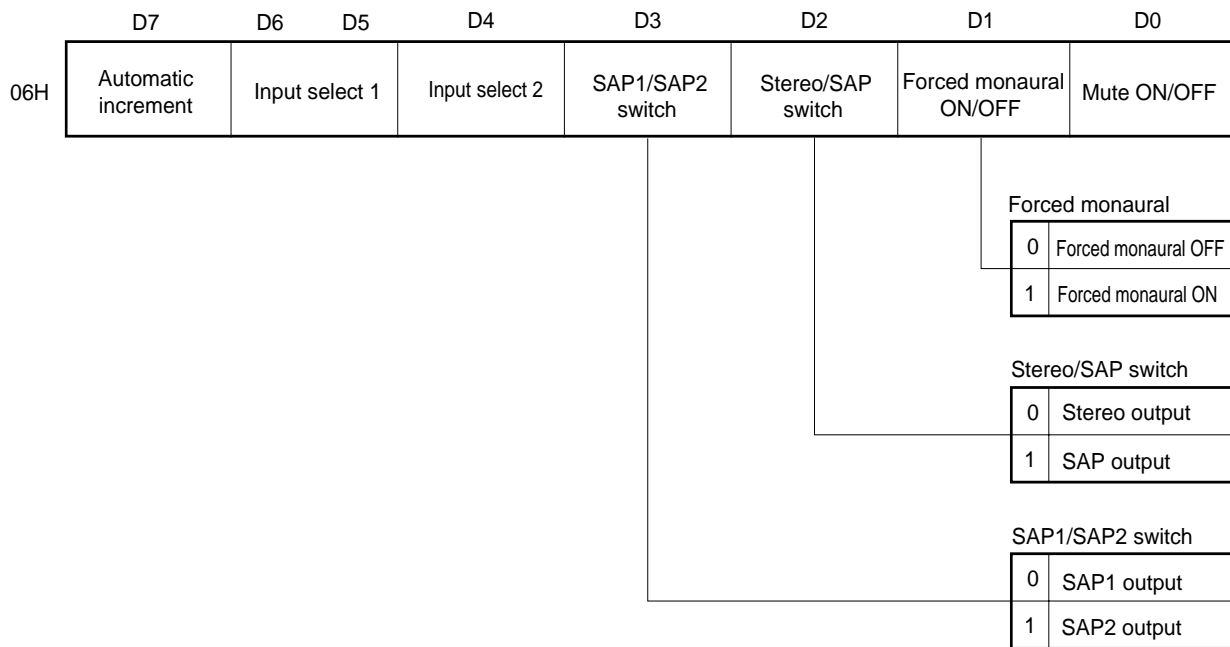 D7 D6 D5 D4 D3 D2 D1 D0
06H
Automatic
increment
Input select 1
Input select 2
SAP1/SAP2
switch
Stereo/SAP
switch
Forced monaural
ON/OFF
Mute ON/OFF
Forced monaural
0 Forced monaural OFF
1 Forced monaural ON
Stereo/SAP switch
0 Stereo output
1 SAP output
SAP1/SAP2 switch
0 SAP1 output
1 SAP2 output